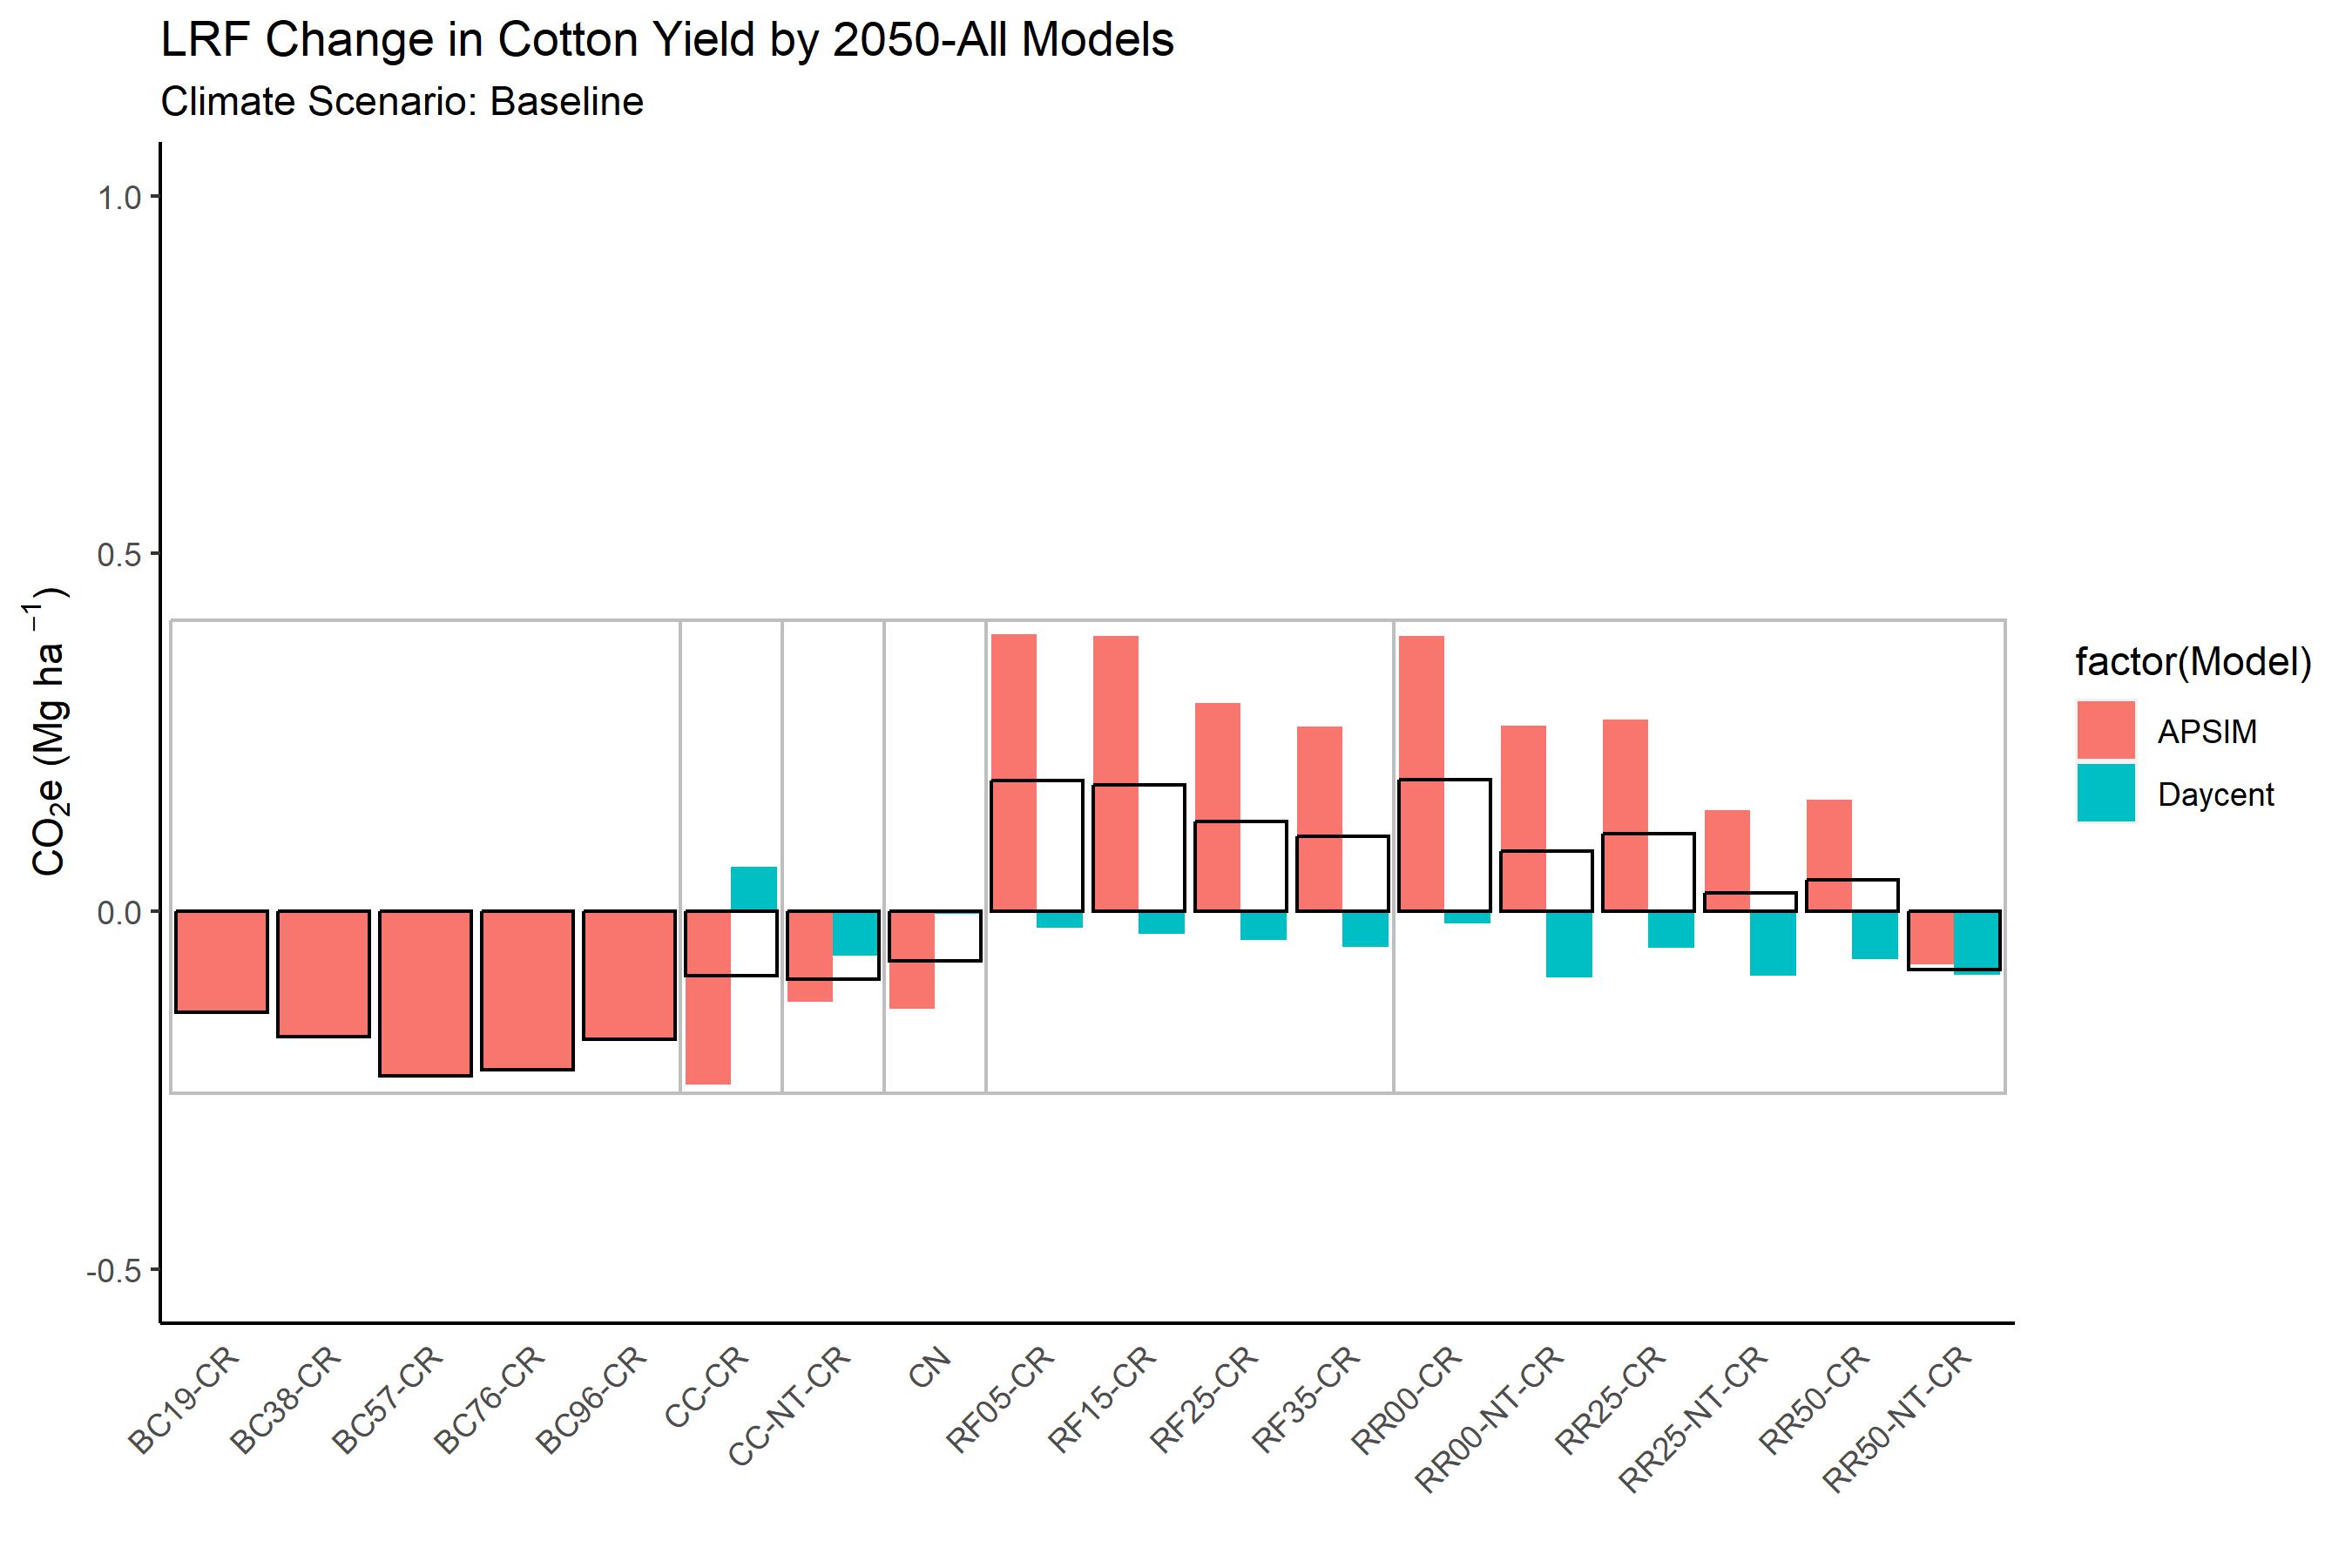 LRF Change in Cotton Yield by 2050-All Models
Climate Scenario: Baseline
CO₂e (Mg ha ⁻¹)
1.0
0.5
0.0
-0.5
BC19-CR
BC38-CR
BC57-CR
BC76-CR
BC96-CR
CC-CR
CC-NT-CR
CN
RF05-CR
RF15-CR
RF25-CR
RF35-CR
RR00-CR
RR00-NT-CR
RR25-CR
RR25-NT-CR
RR50-CR
RR50-NT-CR
factor(Model)
APSIM
Daycent